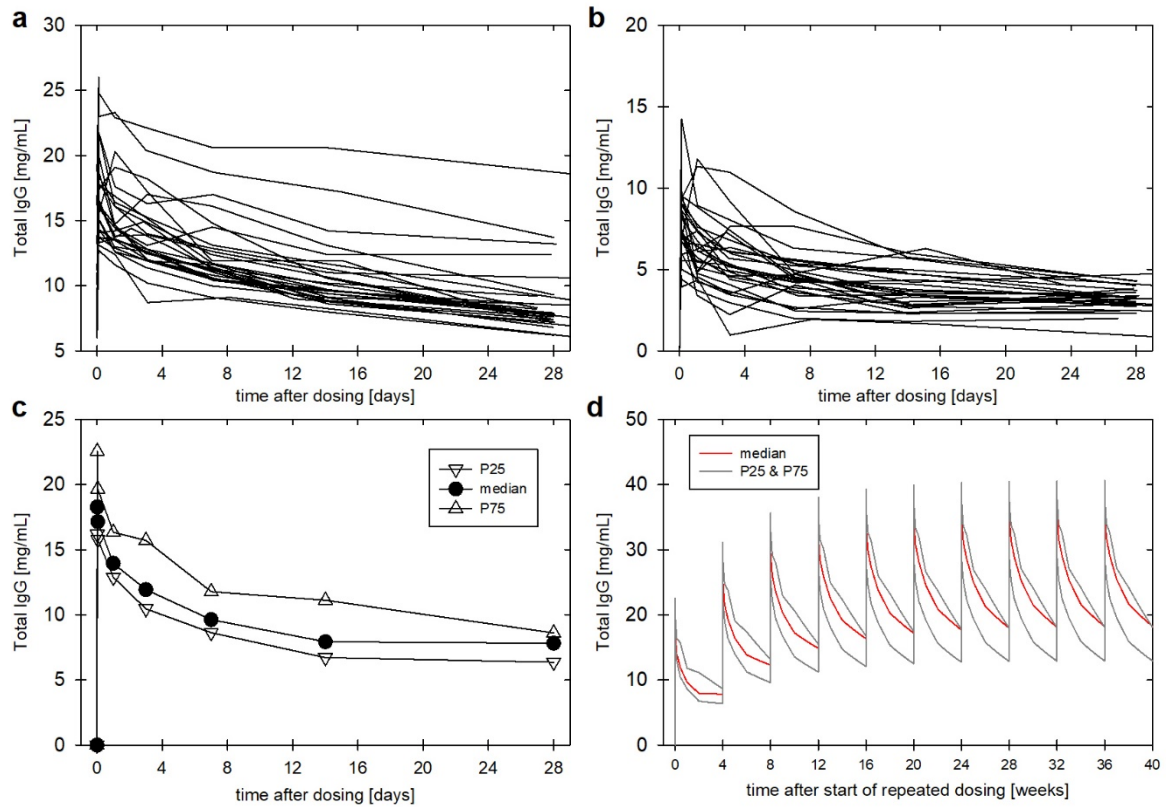 a
30
25
20
15
10
5
Total IgG [mg/mL]
0 4 8 12 16 20 24 28
time after dosing [days]
b
20
15
10
5
0
Total IgG [mg/mL]
0 4 8 12 16 20 24 28
time after dosing [days]
c
25
20
15
10
5
0
Total IgG [mg/mL]
P25
median
P75
0 4 8 12 16 20 24 28
time after dosing [days]
d
50
40
30
20
10
0
Total IgG [mg/mL]
median
P25 & P75
0 4 8 12 16 20 24 28 32 36 40
time after start of repeated dosing [weeks]